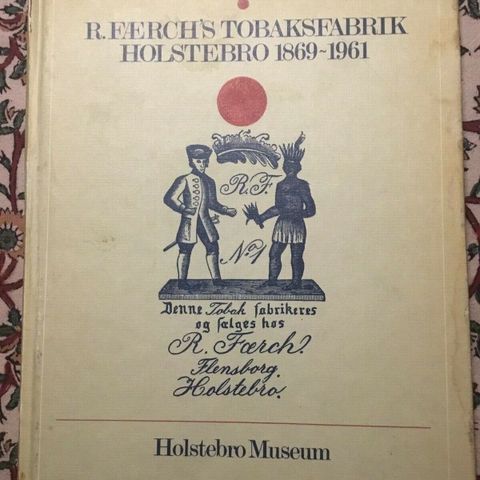 R. FÆRCH'S TOBAKSFABRIK
HOLSTEBRO 1869~1961
R. F.
No. 1
Denne Tobak fabrikeres
og sælges hos
R. Færch.
Flensborg.
Holstebro.
Holstebro Museum